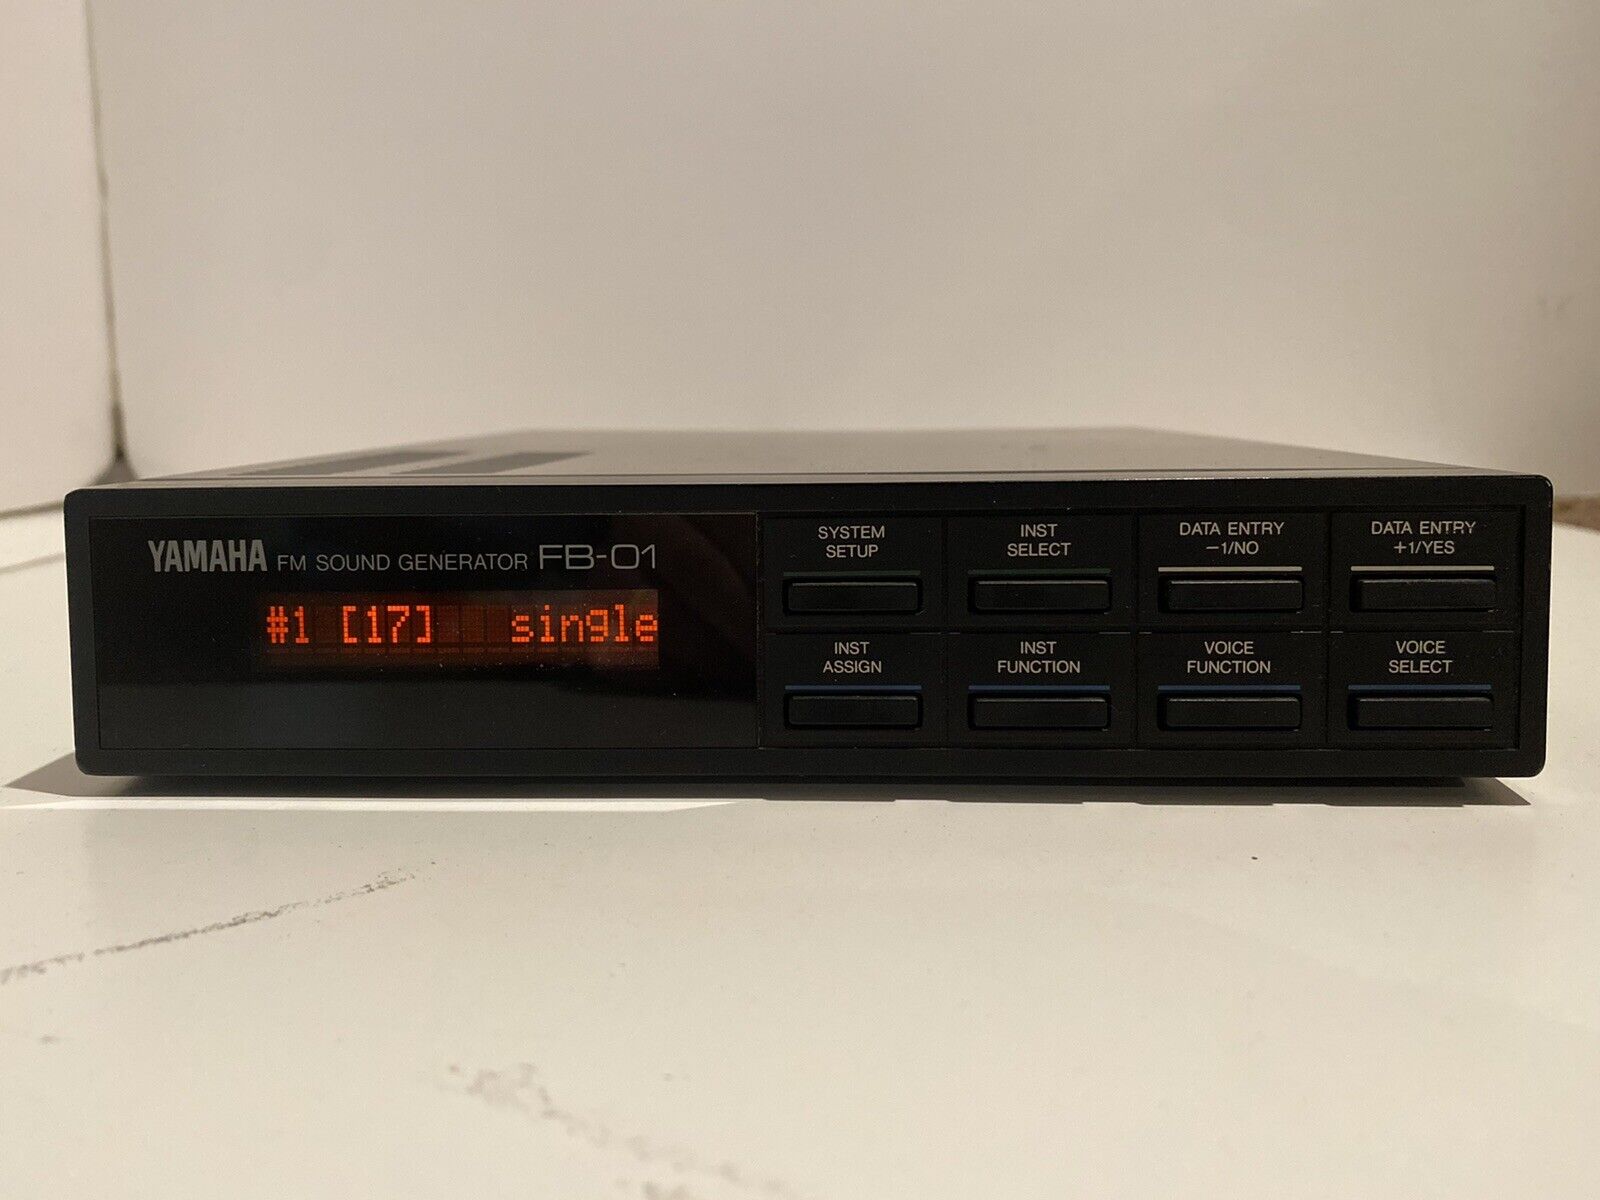 YAMAHA FM SOUND GENERATOR FB-01
#1 [17] single
SYSTEM
SETUP
INST
SELECT
DATA ENTRY
−1/NO
DATA ENTRY
+1/YES
INST
ASSIGN
INST
FUNCTION
VOICE
FUNCTION
VOICE
SELECT